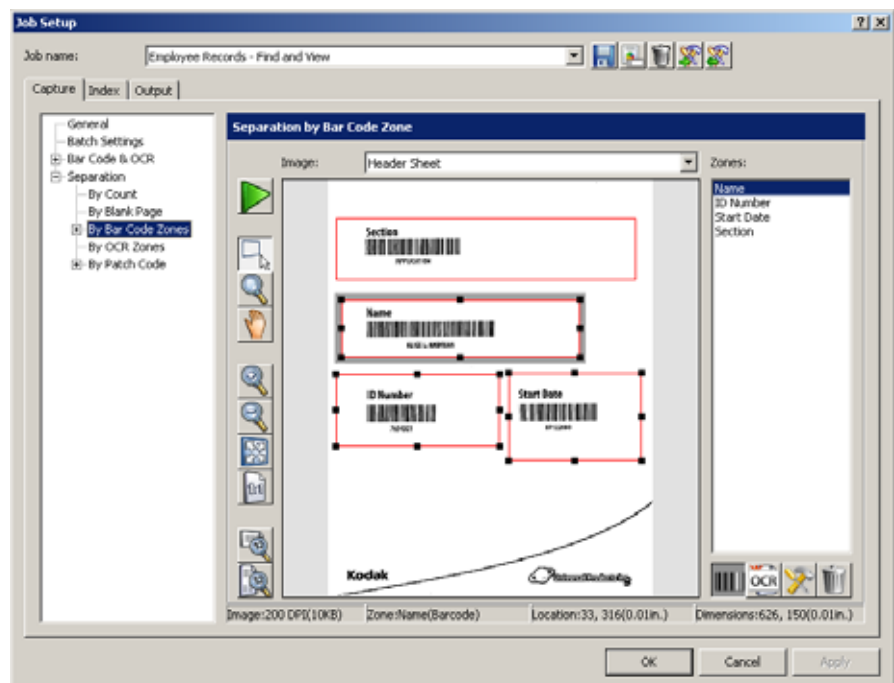 Job Setup
Job name:
Employee Records - Find and View
Capture
Index
Output
General
Batch Settings
Bar Code & OCR
Separation
By Count
By Blank Page
By Bar Code Zones
By OCR Zones
By Patch Code
Separation by Bar Code Zone
Image:
Header Sheet
Zones:
Name
ID Number
Start Date
Section
Section
APPLICATION
Name
ID Number
Start Date
Kodak
OCR
Image:200 DPI(10KB)
Zone:Name(Barcode)
Location:33, 316(0.01in.)
Dimensions:626, 150(0.01in.)
OK
Cancel
Apply